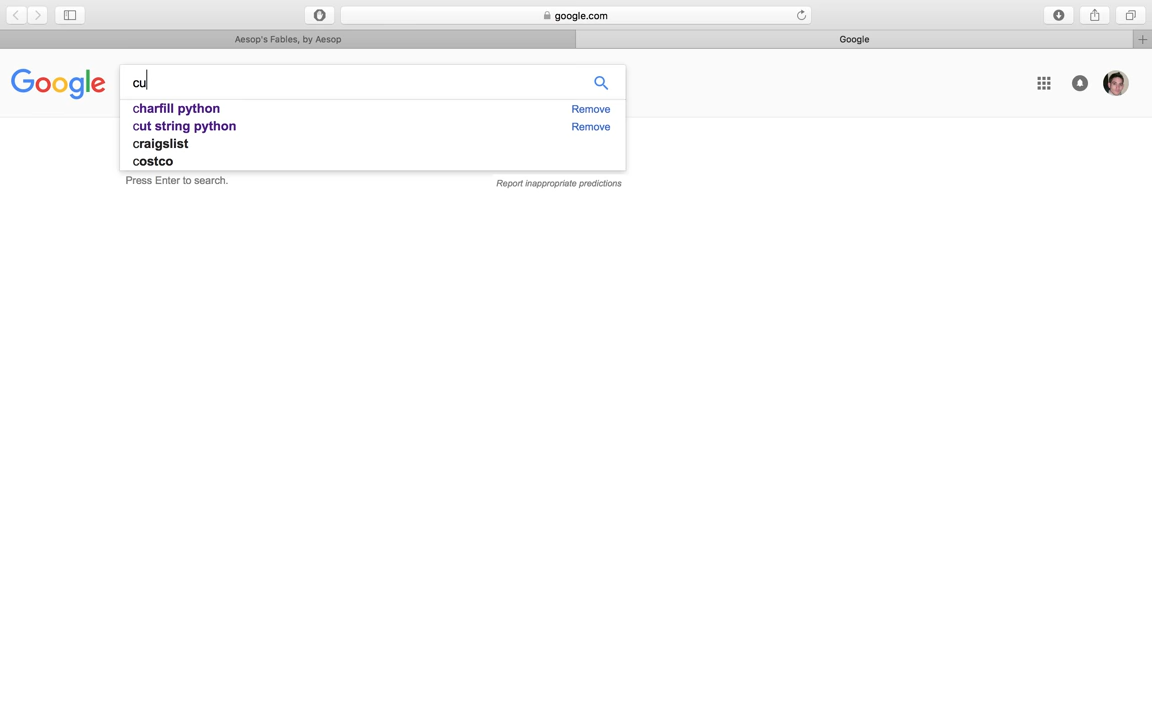 google.com
Aesop's Fables, by Aesop
Google
Google
cu
charfill python Remove
cut string python Remove
craigslist
costco
Press Enter to search.
Report inappropriate predictions